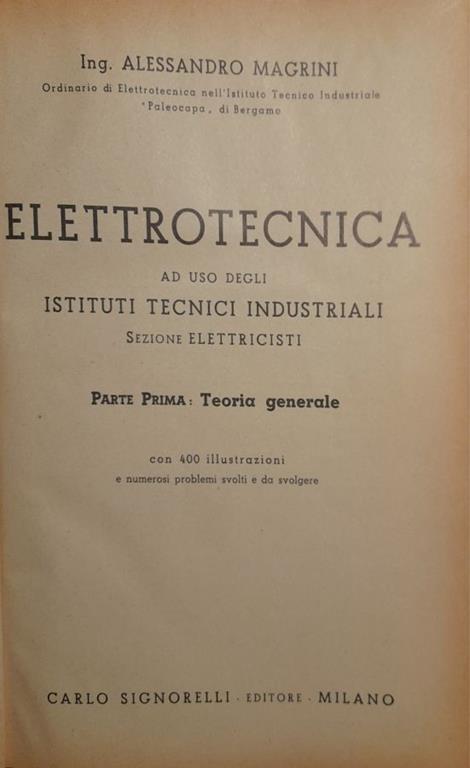 Ing. ALESSANDRO MAGRINI
Ordinario di Elettrotecnica nell'Istituto Tecnico Industriale
"Paleocapa„ di Bergamo
ELETTROTECNICA
AD USO DEGLI
ISTITUTI TECNICI INDUSTRIALI
SEZIONE ELETTRICISTI
PARTE PRIMA: Teoria generale
con 400 illustrazioni
e numerosi problemi svolti e da svolgere
CARLO SIGNORELLI · EDITORE · MILANO